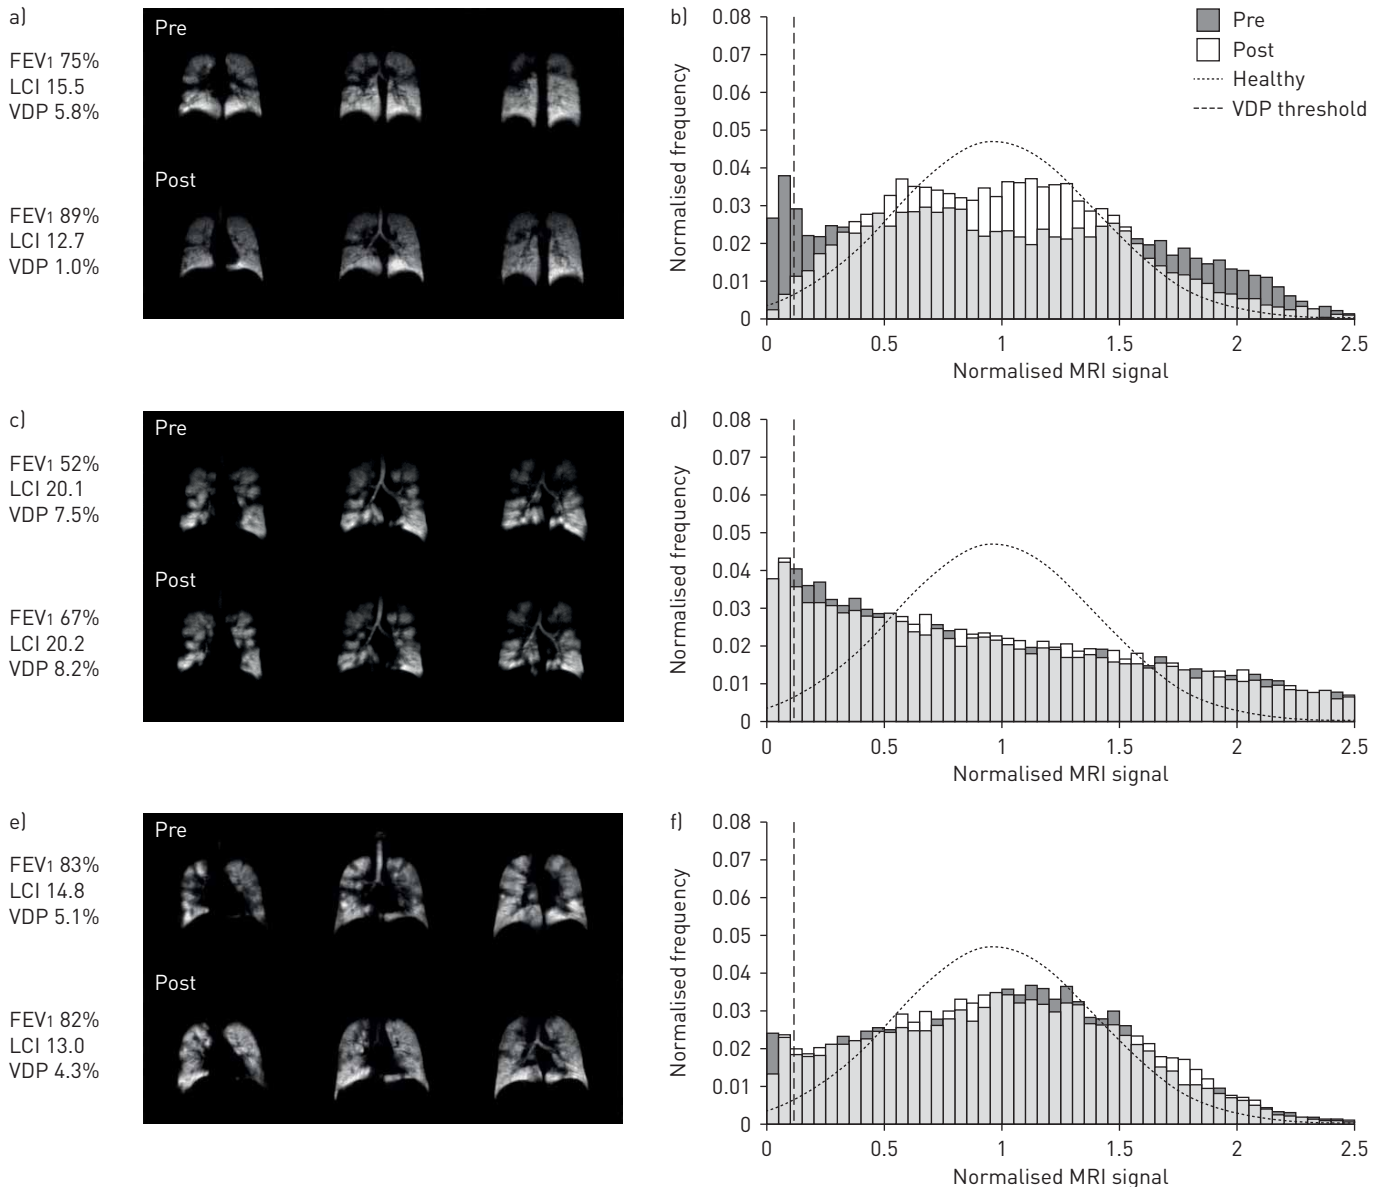 a)
FEV1 75%
LCI 15.5
VDP 5.8%
Pre
Post
FEV1 89%
LCI 12.7
VDP 1.0%
b)
Normalised frequency
0.08
0.07
0.06
0.05
0.04
0.03
0.02
0.01
0
0 0.5 1 1.5 2 2.5
Normalised MRI signal
Pre
Post
Healthy
VDP threshold
c)
FEV1 52%
LCI 20.1
VDP 7.5%
Pre
Post
FEV1 67%
LCI 20.2
VDP 8.2%
d)
Normalised frequency
0.08
0.07
0.06
0.05
0.04
0.03
0.02
0.01
0
0 0.5 1 1.5 2 2.5
Normalised MRI signal
e)
FEV1 83%
LCI 14.8
VDP 5.1%
Pre
Post
FEV1 82%
LCI 13.0
VDP 4.3%
f)
Normalised frequency
0.08
0.07
0.06
0.05
0.04
0.03
0.02
0.01
0
0 0.5 1 1.5 2 2.5
Normalised MRI signal